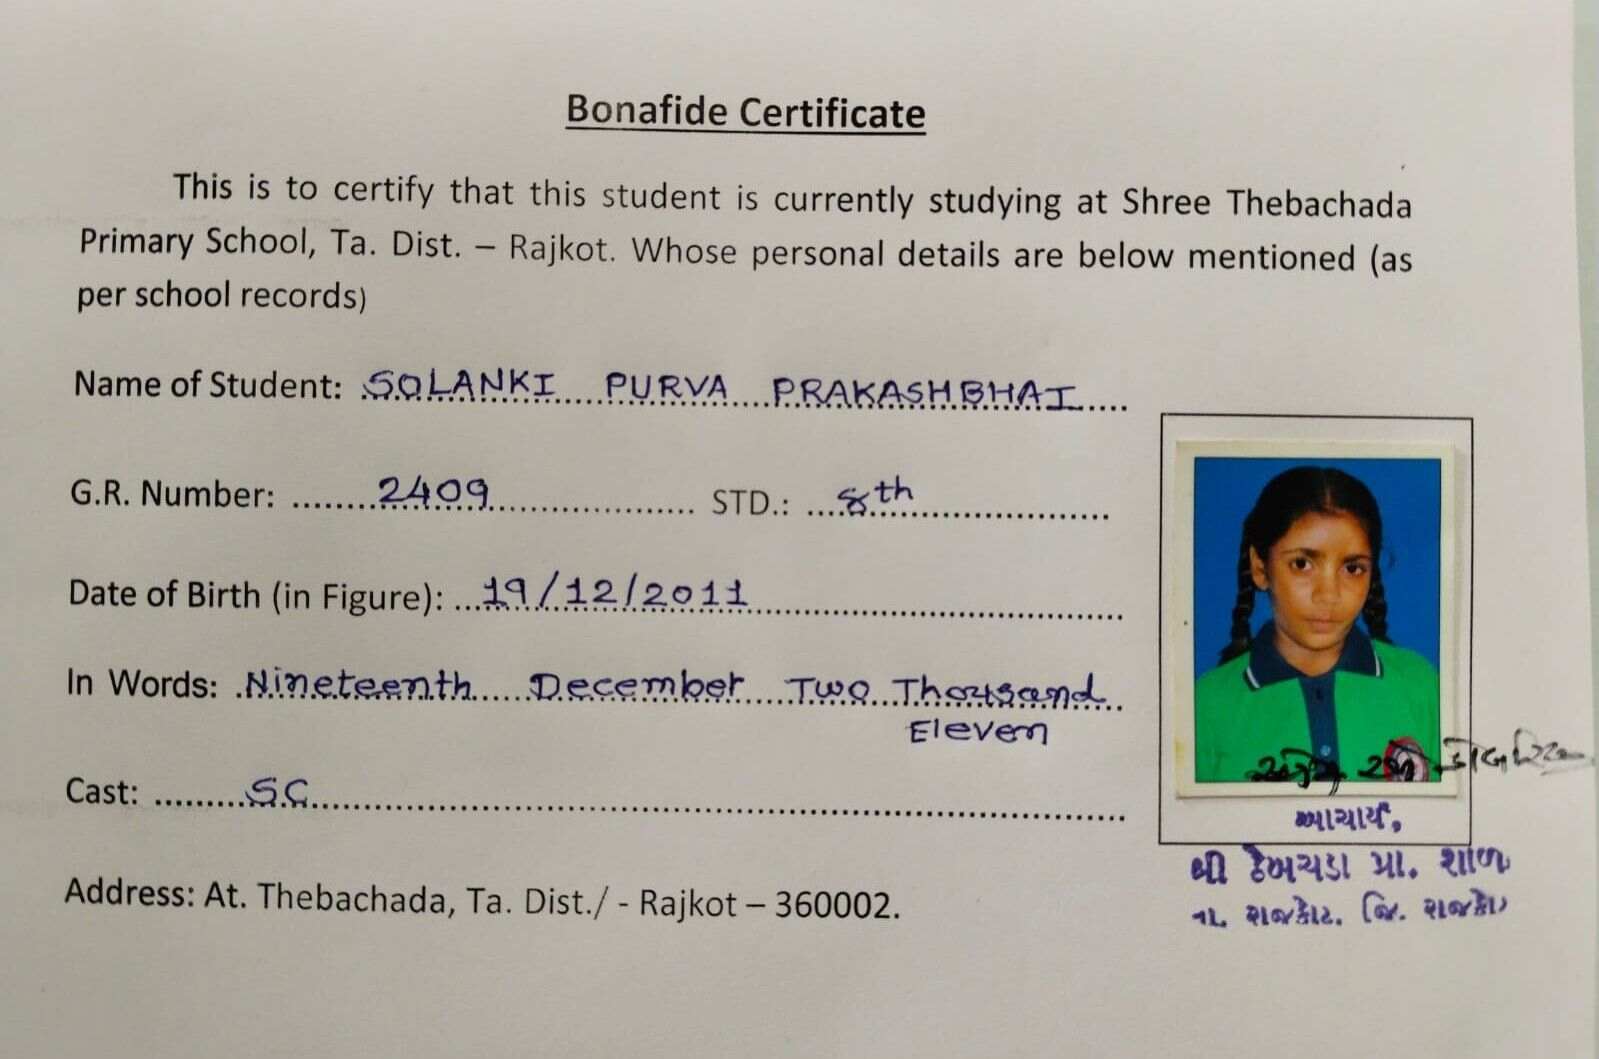 Bonafide Certificate
This is to certify that this student is currently studying at Shree Thebachada
Primary School, Ta. Dist. – Rajkot. Whose personal details are below mentioned (as
per school records)
Name of Student: SOLANKI PURVA PRAKASHBHAI
G.R. Number: 2409 STD.: 8th
Date of Birth (in Figure): 19/12/2011
In Words: Nineteenth December Two Thousand
Eleven
Cast: S.C.
Address: At. Thebachada, Ta. Dist./ - Rajkot – 360002.
આચાર્ય,
શ્રી ઠેબચડા પ્રા. શાળા
તા. રાજકોટ. જિ. રાજકોટ